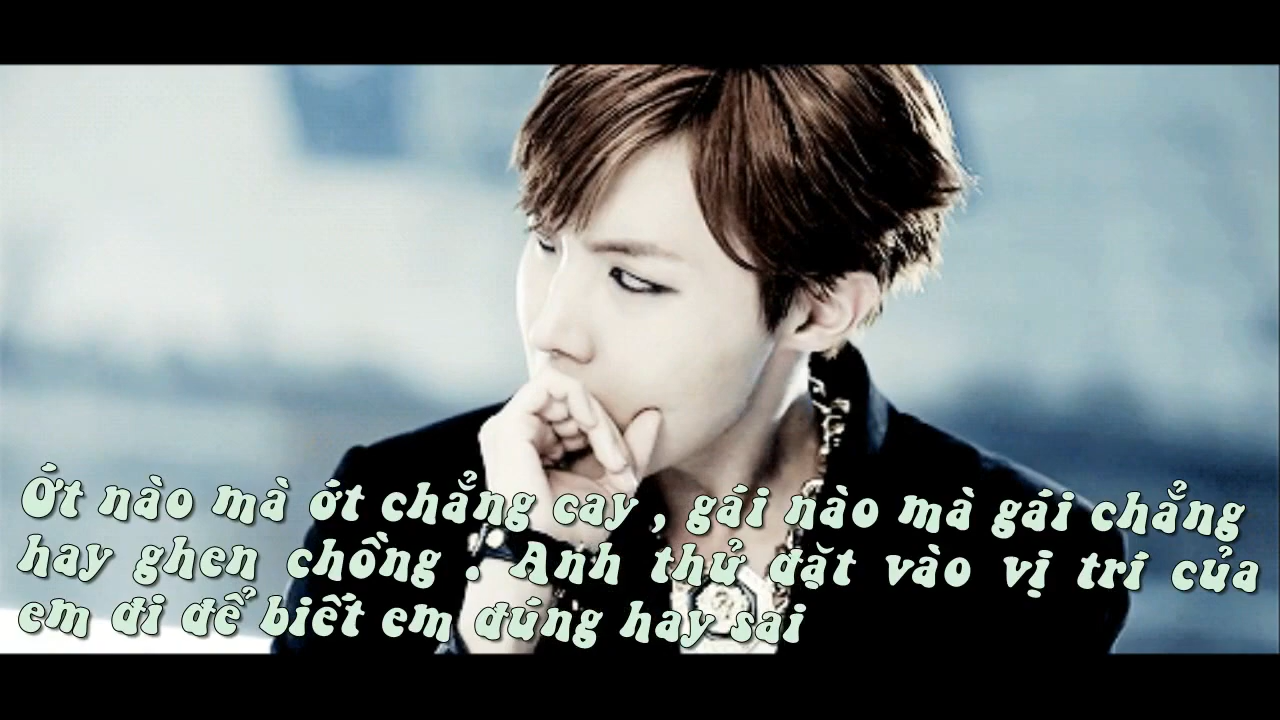 Ớt nào mà ớt chẳng cay , gái nào mà gái chẳng
hay ghen chồng . Anh thử đặt vào vị trí của
em đi để biết em đúng hay sai